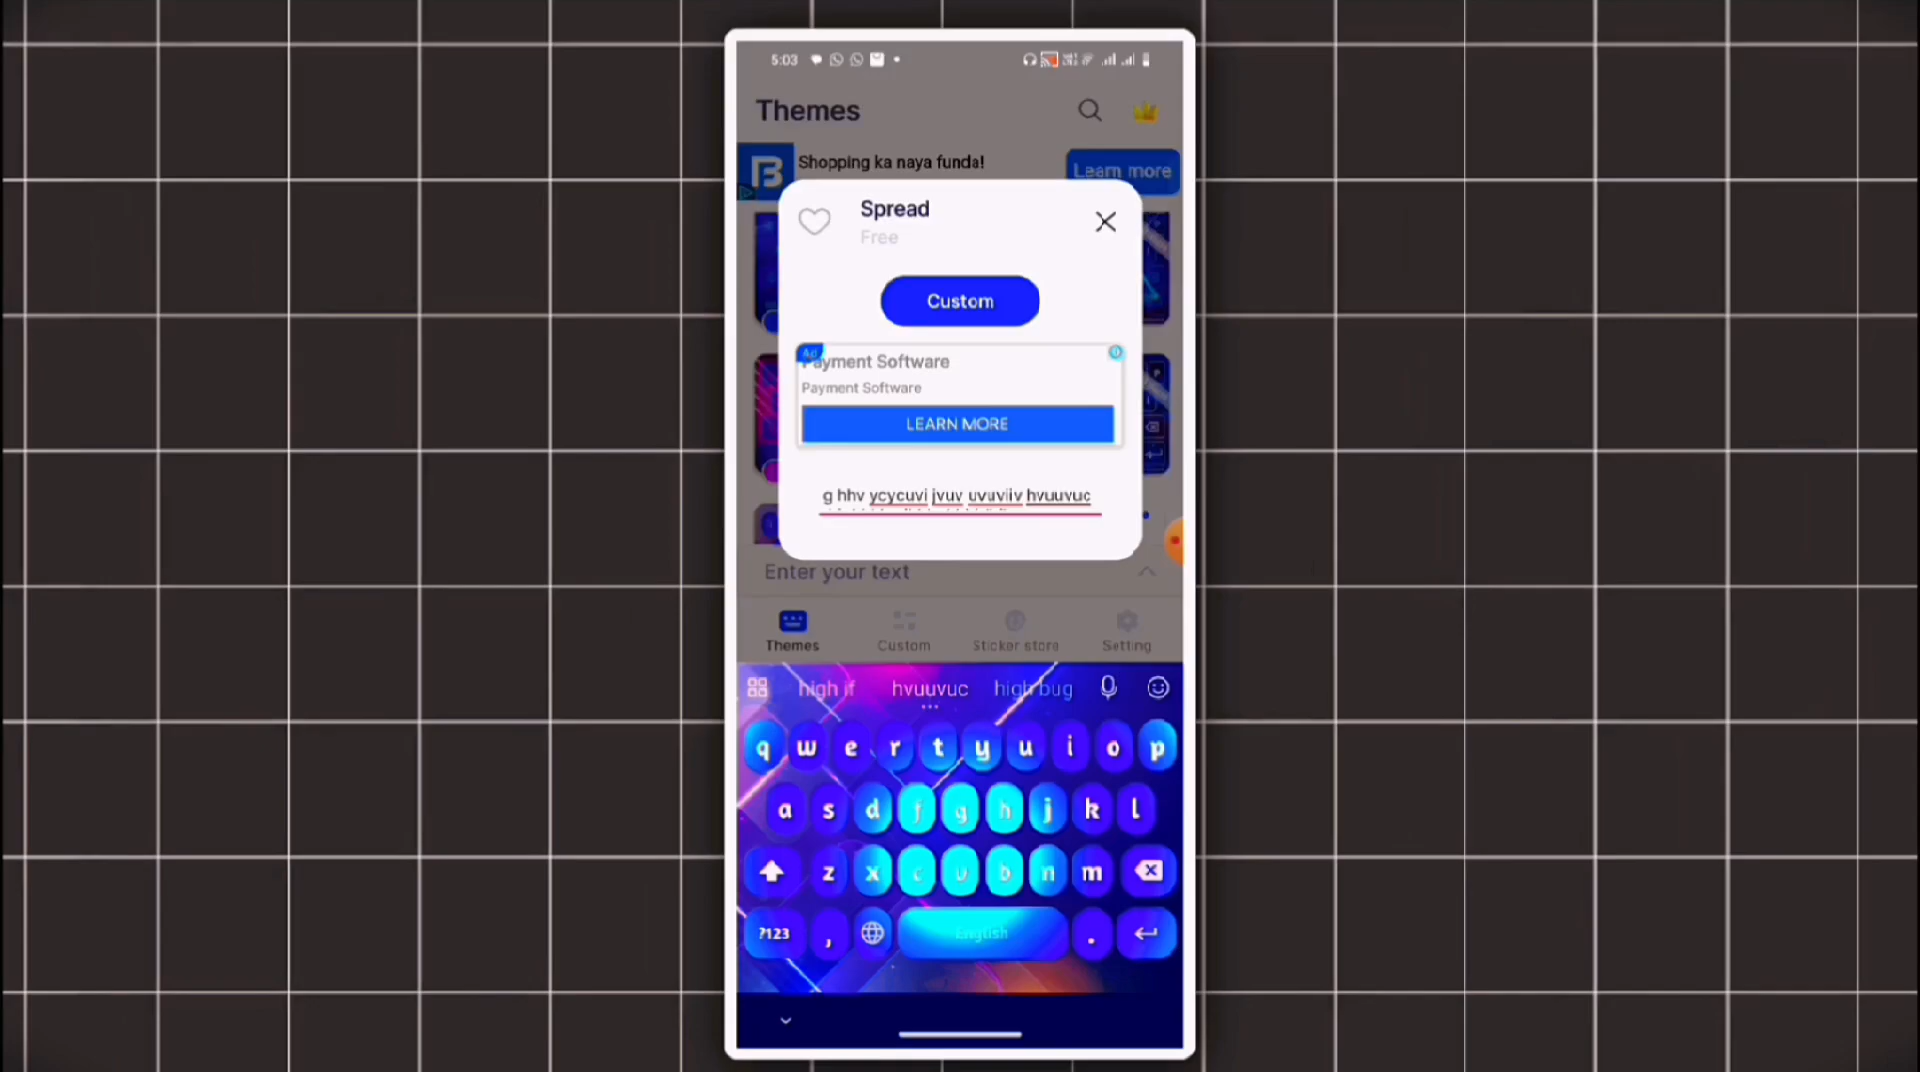 5:03
Themes
Shopping ka naya funda!
Learn more
Spread
Free
Custom
Ad
Payment Software
Payment Software
LEARN MORE
g hhv ycycuvi jvuv uvuviiv hvuuvuc
Enter your text
Themes Custom Sticker store Setting
high if hvuuvuc high bug
q w e r t y u i o p
a s d f g h j k l
z x c v b n m
?123 , English .